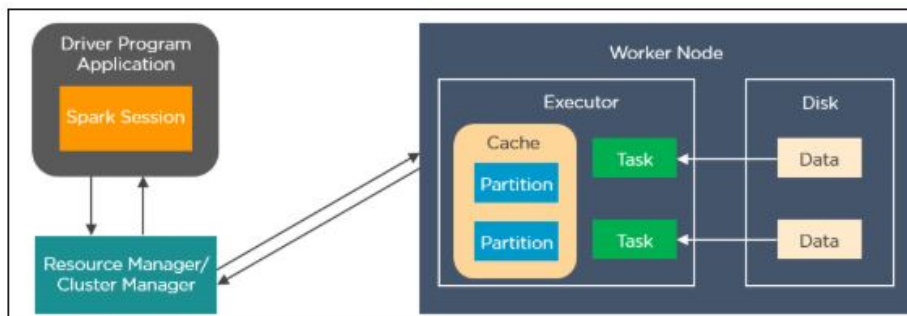 Driver Program
Application
Spark Session
Resource Manager/
Cluster Manager
Worker Node
Executor
Cache
Partition
Partition
Task
Task
Disk
Data
Data